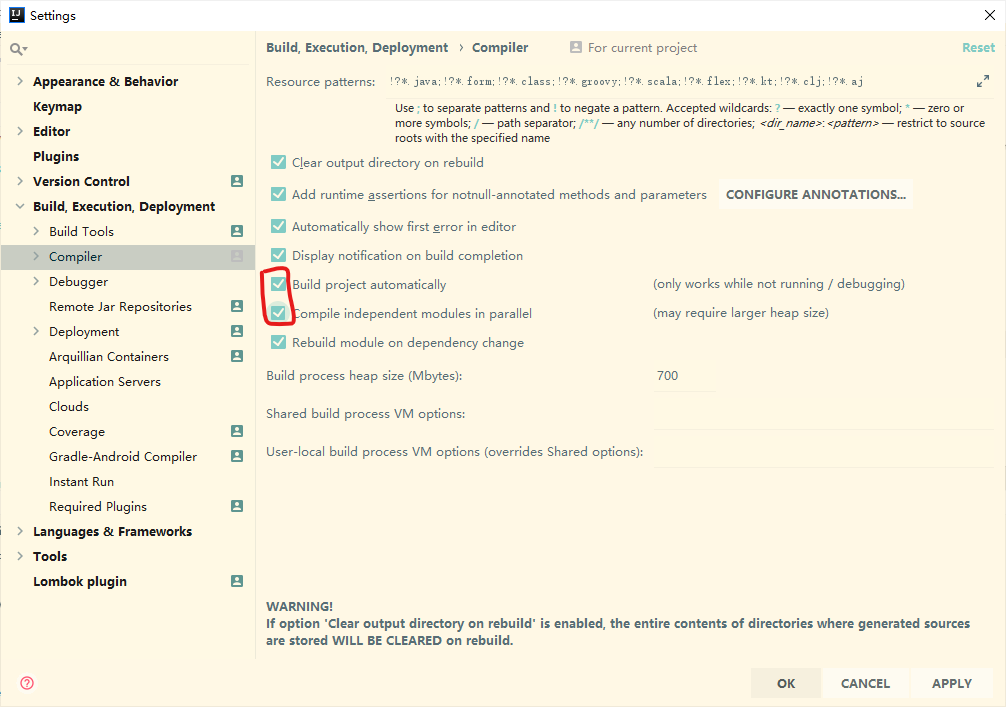 Settings
Build, Execution, Deployment › Compiler For current project Reset
Appearance & Behavior
Keymap
Editor
Plugins
Version Control
Build, Execution, Deployment
Build Tools
Compiler
Debugger
Remote Jar Repositories
Deployment
Arquillian Containers
Application Servers
Clouds
Coverage
Gradle-Android Compiler
Instant Run
Required Plugins
Languages & Frameworks
Tools
Lombok plugin
Resource patterns: !?*.java;!?*.form;!?*.class;!?*.groovy;!?*.scala;!?*.flex;!?*.kt;!?*.clj;!?*.aj
Use ; to separate patterns and ! to negate a pattern. Accepted wildcards: ? — exactly one symbol; * — zero or
more symbols; / — path separator; /**/ — any number of directories; <dir_name>:<pattern> — restrict to source
roots with the specified name
Clear output directory on rebuild
Add runtime assertions for notnull-annotated methods and parameters CONFIGURE ANNOTATIONS...
Automatically show first error in editor
Display notification on build completion
Build project automatically (only works while not running / debugging)
Compile independent modules in parallel (may require larger heap size)
Rebuild module on dependency change
Build process heap size (Mbytes): 700
Shared build process VM options:
User-local build process VM options (overrides Shared options):
WARNING!
If option 'Clear output directory on rebuild' is enabled, the entire contents of directories where generated sources
are stored WILL BE CLEARED on rebuild.
? OK CANCEL APPLY